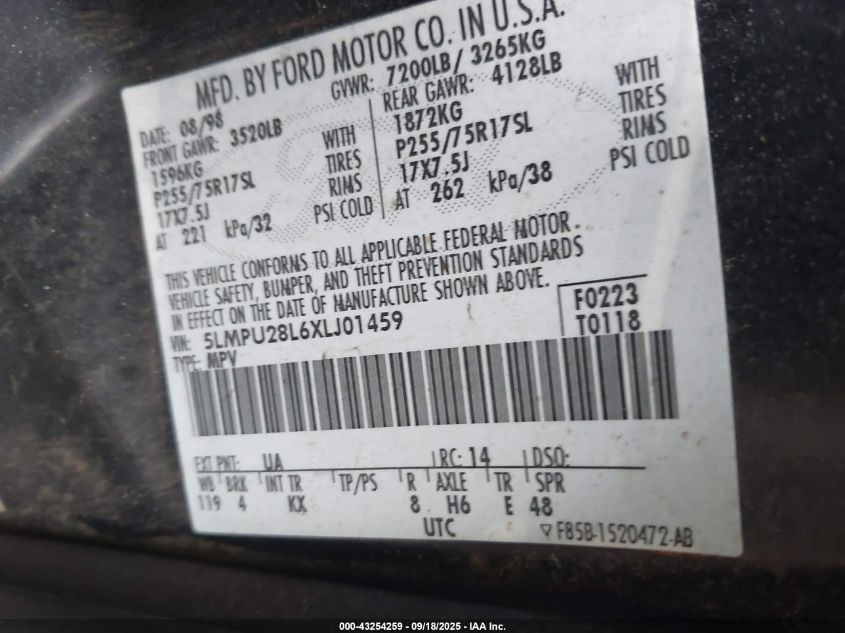 MFD. BY FORD MOTOR CO. IN U.S.A.
DATE: 08/98 GVWR: 7200LB/ 3265KG
FRONT GAWR: 3520LB REAR GAWR: 4128LB
1596KG WITH 1872KG WITH
P255/75R17SL TIRES P255/75R17SL TIRES
17X7.5J RIMS 17X7.5J RIMS
AT 221 kPa/32 PSI COLD AT 262 kPa/38 PSI COLD
THIS VEHICLE CONFORMS TO ALL APPLICABLE FEDERAL MOTOR
VEHICLE SAFETY, BUMPER, AND THEFT PREVENTION STANDARDS
IN EFFECT ON THE DATE OF MANUFACTURE SHOWN ABOVE.
VIN: 5LMPU28L6XLJ01459 F0223
TYPE: MPV T0118
EXT PNT: UA RC: 14 DSO:
WB BRK INT TR TP/PS R AXLE TR SPR
119 4 KX 8 H6 E 48
UTC ▽F85B-1520472-AB
000-43254259 - 09/18/2025 - IAA Inc.